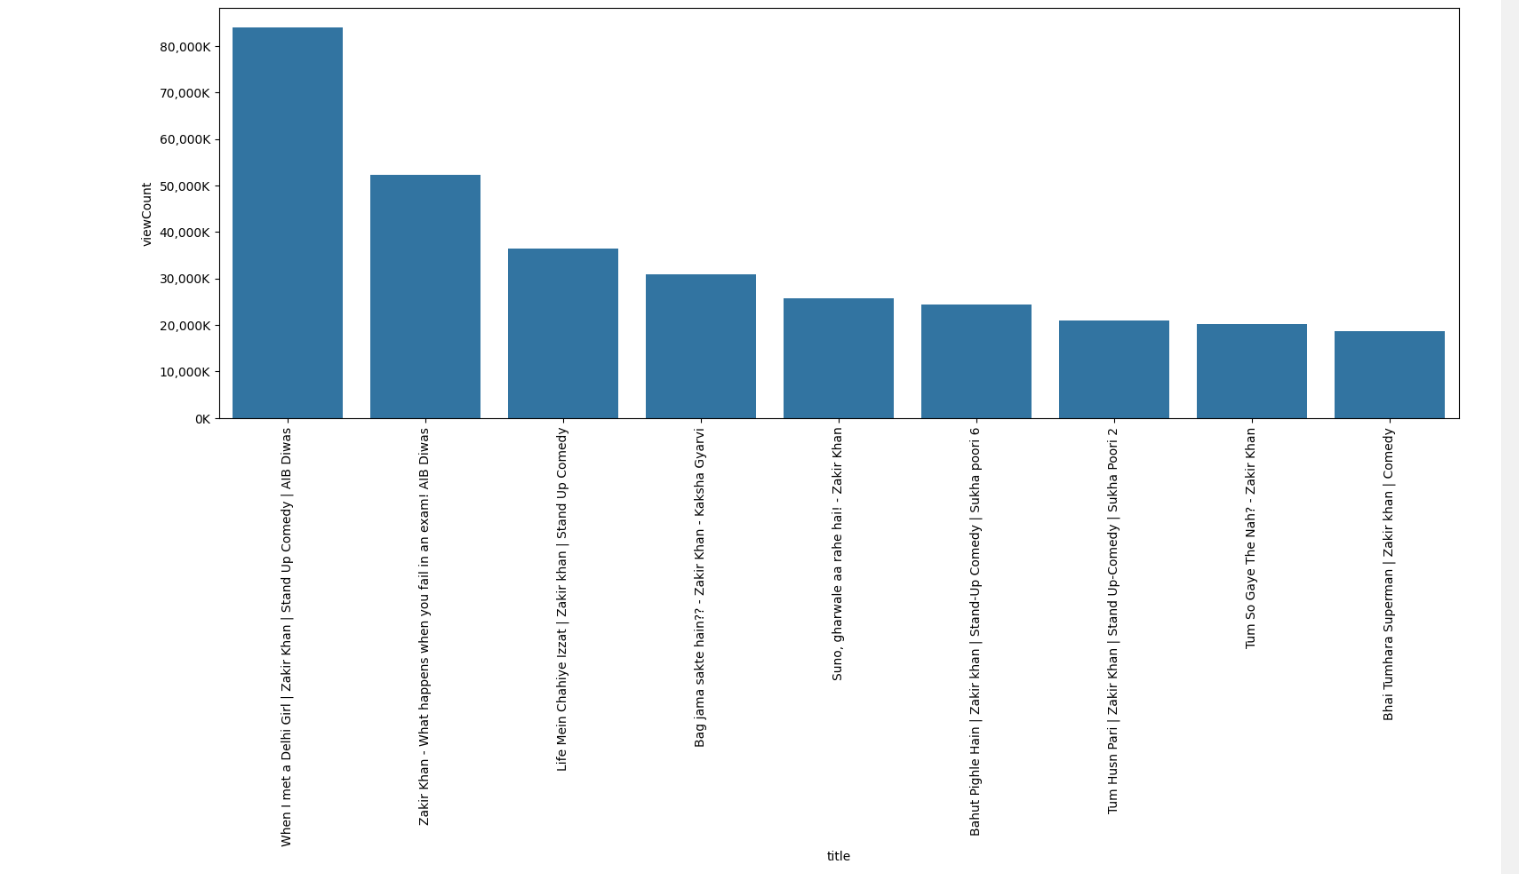 80,000K
70,000K
60,000K
50,000K
40,000K
30,000K
20,000K
10,000K
0K
viewCount
When I met a Delhi Girl | Zakir Khan | Stand Up Comedy | AIB Diwas
Zakir Khan - What happens when you fail in an exam! AIB Diwas
Life Mein Chahiye Izzat | Zakir khan | Stand Up Comedy
Bag jama sakte hain?? - Zakir Khan - Kaksha Gyarvi
Suno, gharwale aa rahe hai! - Zakir Khan
Bahut Pighle Hain | Zakir khan | Stand-Up Comedy | Sukha poori 6
Tum Husn Pari | Zakir Khan | Stand Up-Comedy | Sukha Poori 2
Tum So Gaye The Nah? - Zakir Khan
Bhai Tumhara Superman | Zakir khan | Comedy
title